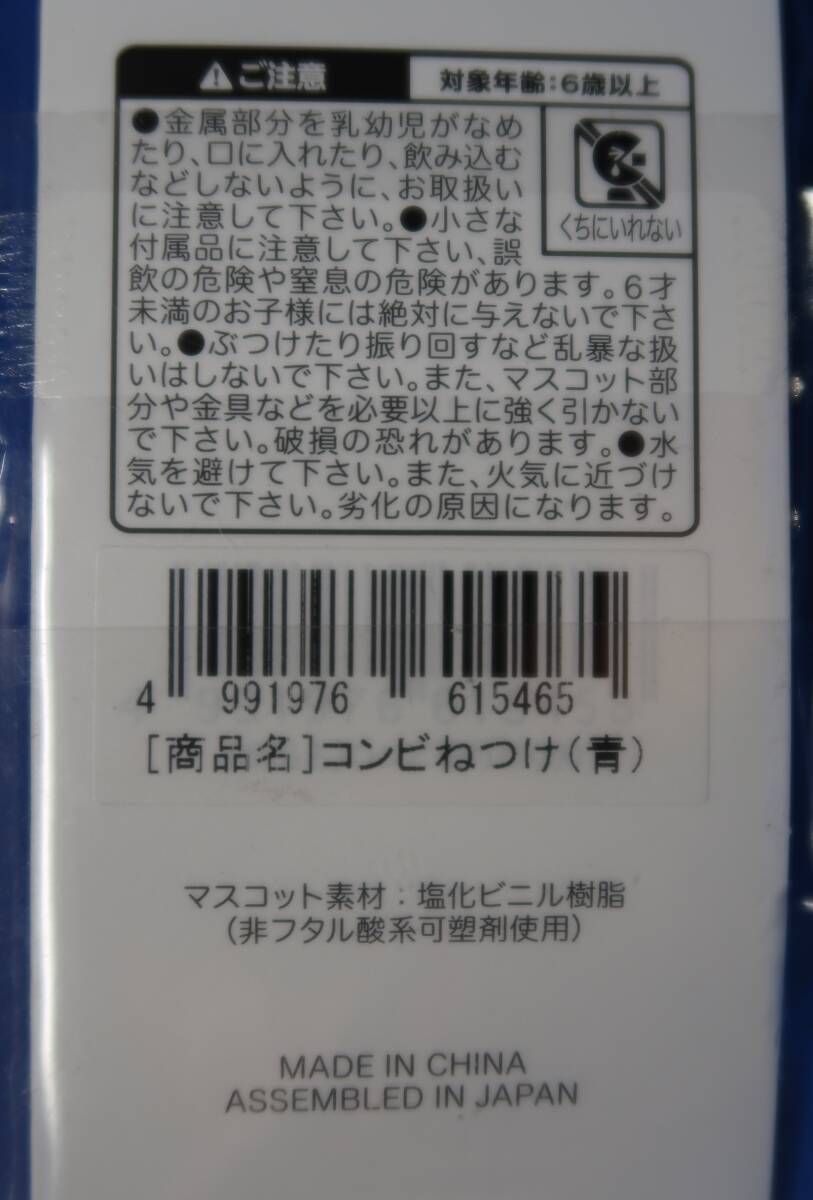 ⚠ご注意
対象年齢:6歳以上
●金属部分を乳幼児がなめ
たり、口に入れたり、飲み込む
などしないように、お取扱い
に注意して下さい。●小さな
付属品に注意して下さい、誤
飲の危険や窒息の危険があります。6才
未満のお子様には絶対に与えないで下さ
い。●ぶつけたり振り回すなど乱暴な扱
いはしないで下さい。また、マスコット部
分や金具などを必要以上に強く引かない
で下さい。破損の恐れがあります。●水
気を避けて下さい。また、火気に近づけ
ないで下さい。劣化の原因になります。
くちにいれない
4 991976 615465
[商品名]コンビねつけ(青)
マスコット素材:塩化ビニル樹脂
(非フタル酸系可塑剤使用)
MADE IN CHINA
ASSEMBLED IN JAPAN